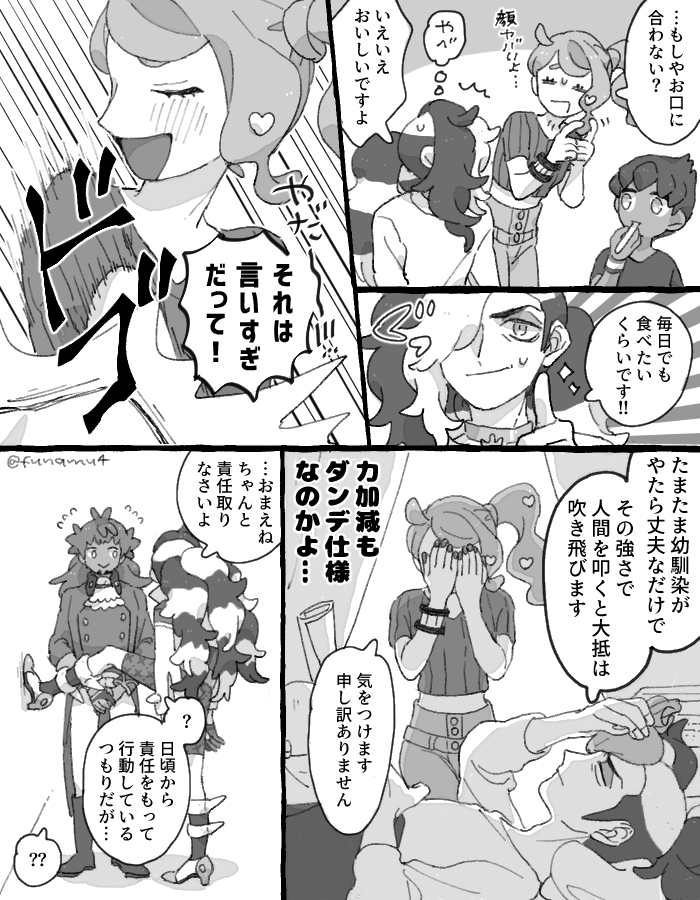 …もしやお口に
合わない？
顔
ヤバいよ…
やべ
いえいえ
おいしいですよ
毎日でも
食べたい
くらいです!!
やだ〜
それは
言いすぎ
だって！
ドゴ
たまたま幼馴染が
やたら丈夫なだけで
その強さで
人間を叩くと大抵は
吹き飛びます
気をつけます
申し訳ありません
力加減も
ダンデ仕様
なのかよ…
…おまえね
ちゃんと
責任取り
なさいよ
?
日頃から
責任をもって
行動している
つもりだが…
??
@funamu4